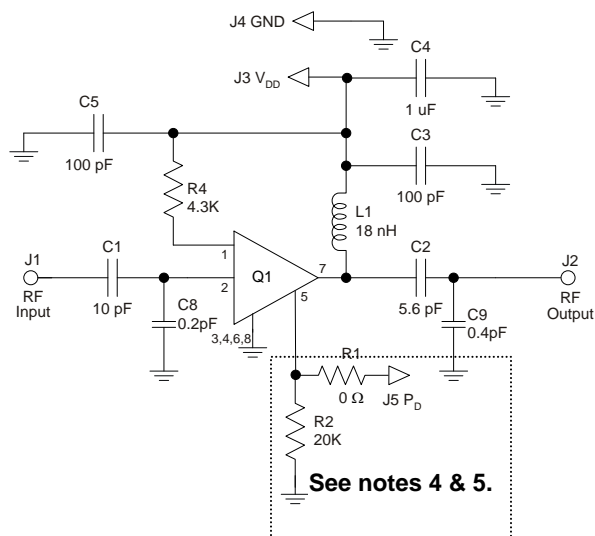 J4 GND
C4
J3 VDD
1 uF
C5
100 pF
C3
100 pF
R4
4.3K
L1
18 nH
J1
RF
Input
C1
10 pF
C8
0.2pF
1
2
Q1
7
5
3,4,6,8
C2
5.6 pF
C9
0.4pF
J2
RF
Output
R1
0 Ω
J5 PD
R2
20K
See notes 4 & 5.